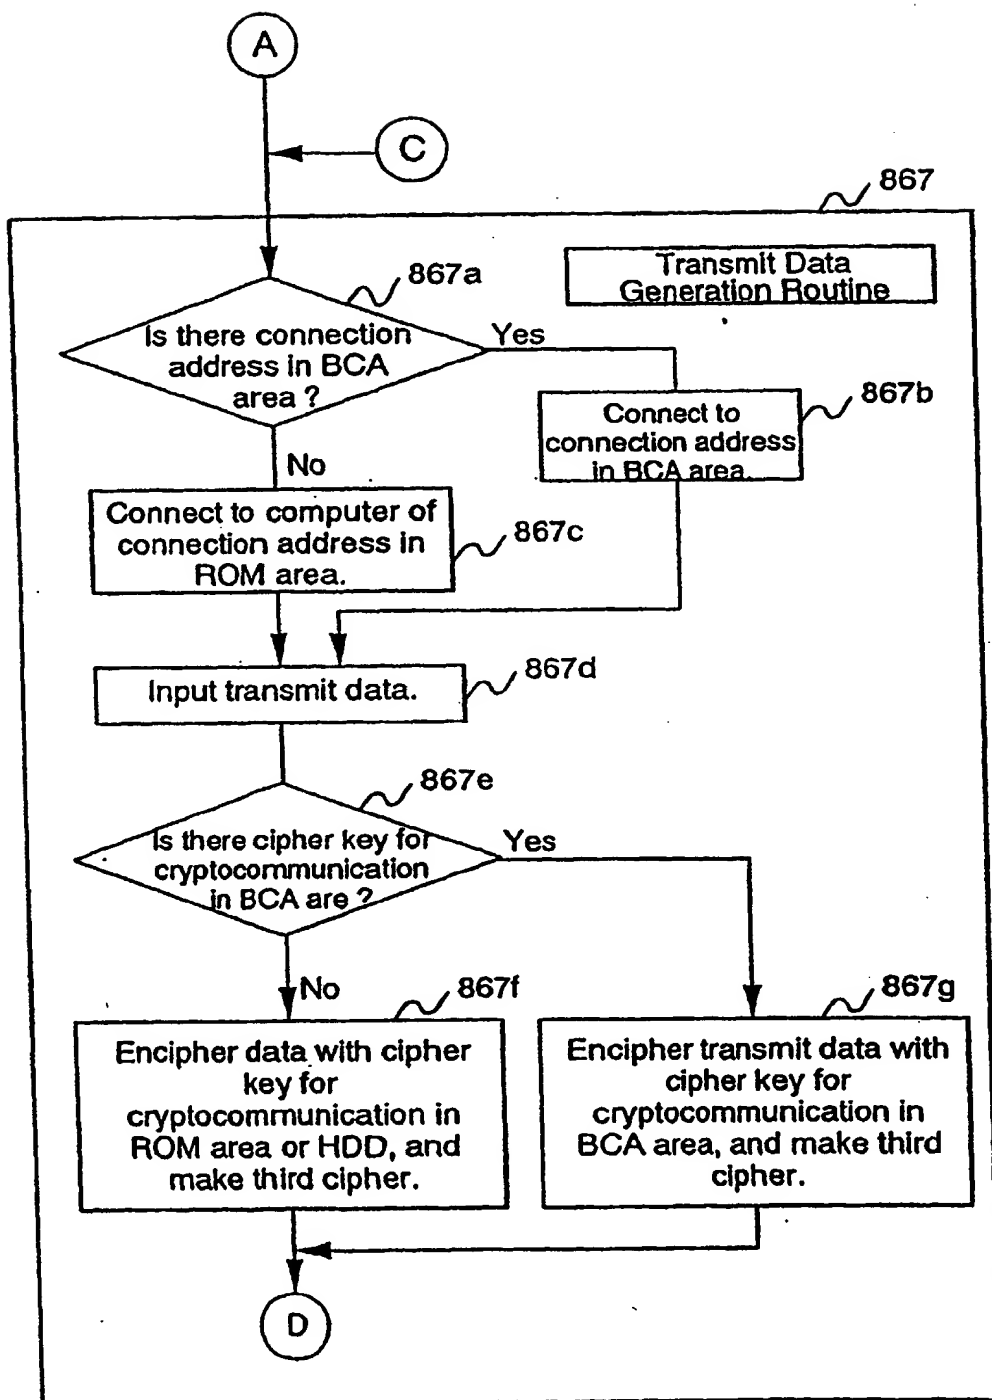 A
C
867
Transmit Data
Generation Routine
867a
Is there connection
address in BCA
area ?
Yes
867b
Connect to
connection address
in BCA area.
No
Connect to computer of
connection address in
ROM area.
867c
Input transmit data.
867d
867e
Is there cipher key for
cryptocommunication
in BCA are ?
Yes
No
867f
Encipher data with cipher
key for
cryptocommunication in
ROM area or HDD, and
make third cipher.
867g
Encipher transmit data with
cipher key for
cryptocommunication in
BCA area, and make third
cipher.
D